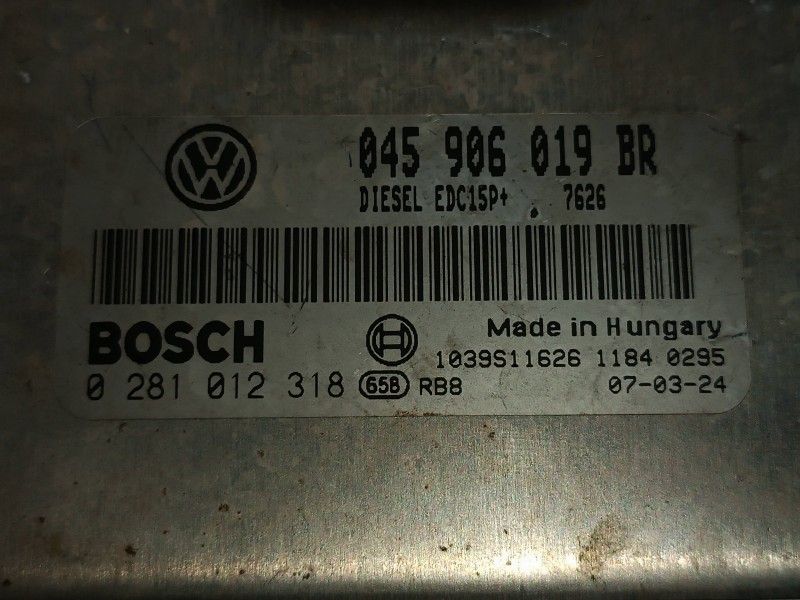 045 906 019 BR
DIESEL EDC15P+ 7626
BOSCH
Made in Hungary
1039S11626 1184 0295
0 281 012 318 65B RB8 07-03-24